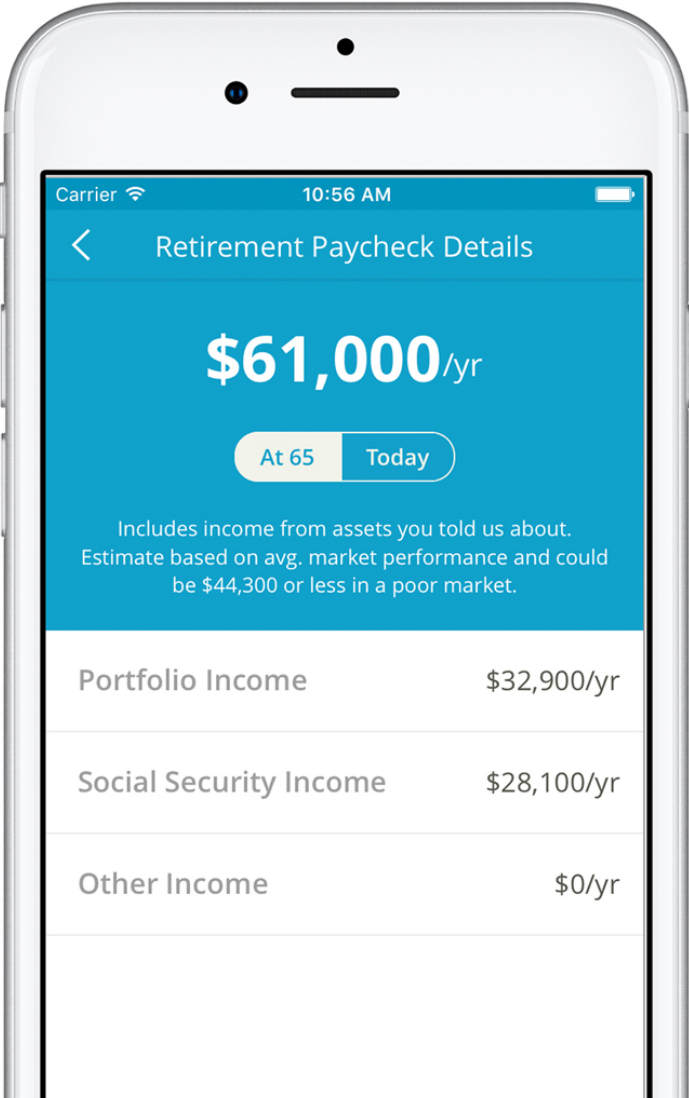 Carrier 10:56 AM
Retirement Paycheck Details
$61,000/yr
At 65 Today
Includes income from assets you told us about.
Estimate based on avg. market performance and could
be $44,300 or less in a poor market.
Portfolio Income $32,900/yr
Social Security Income $28,100/yr
Other Income $0/yr